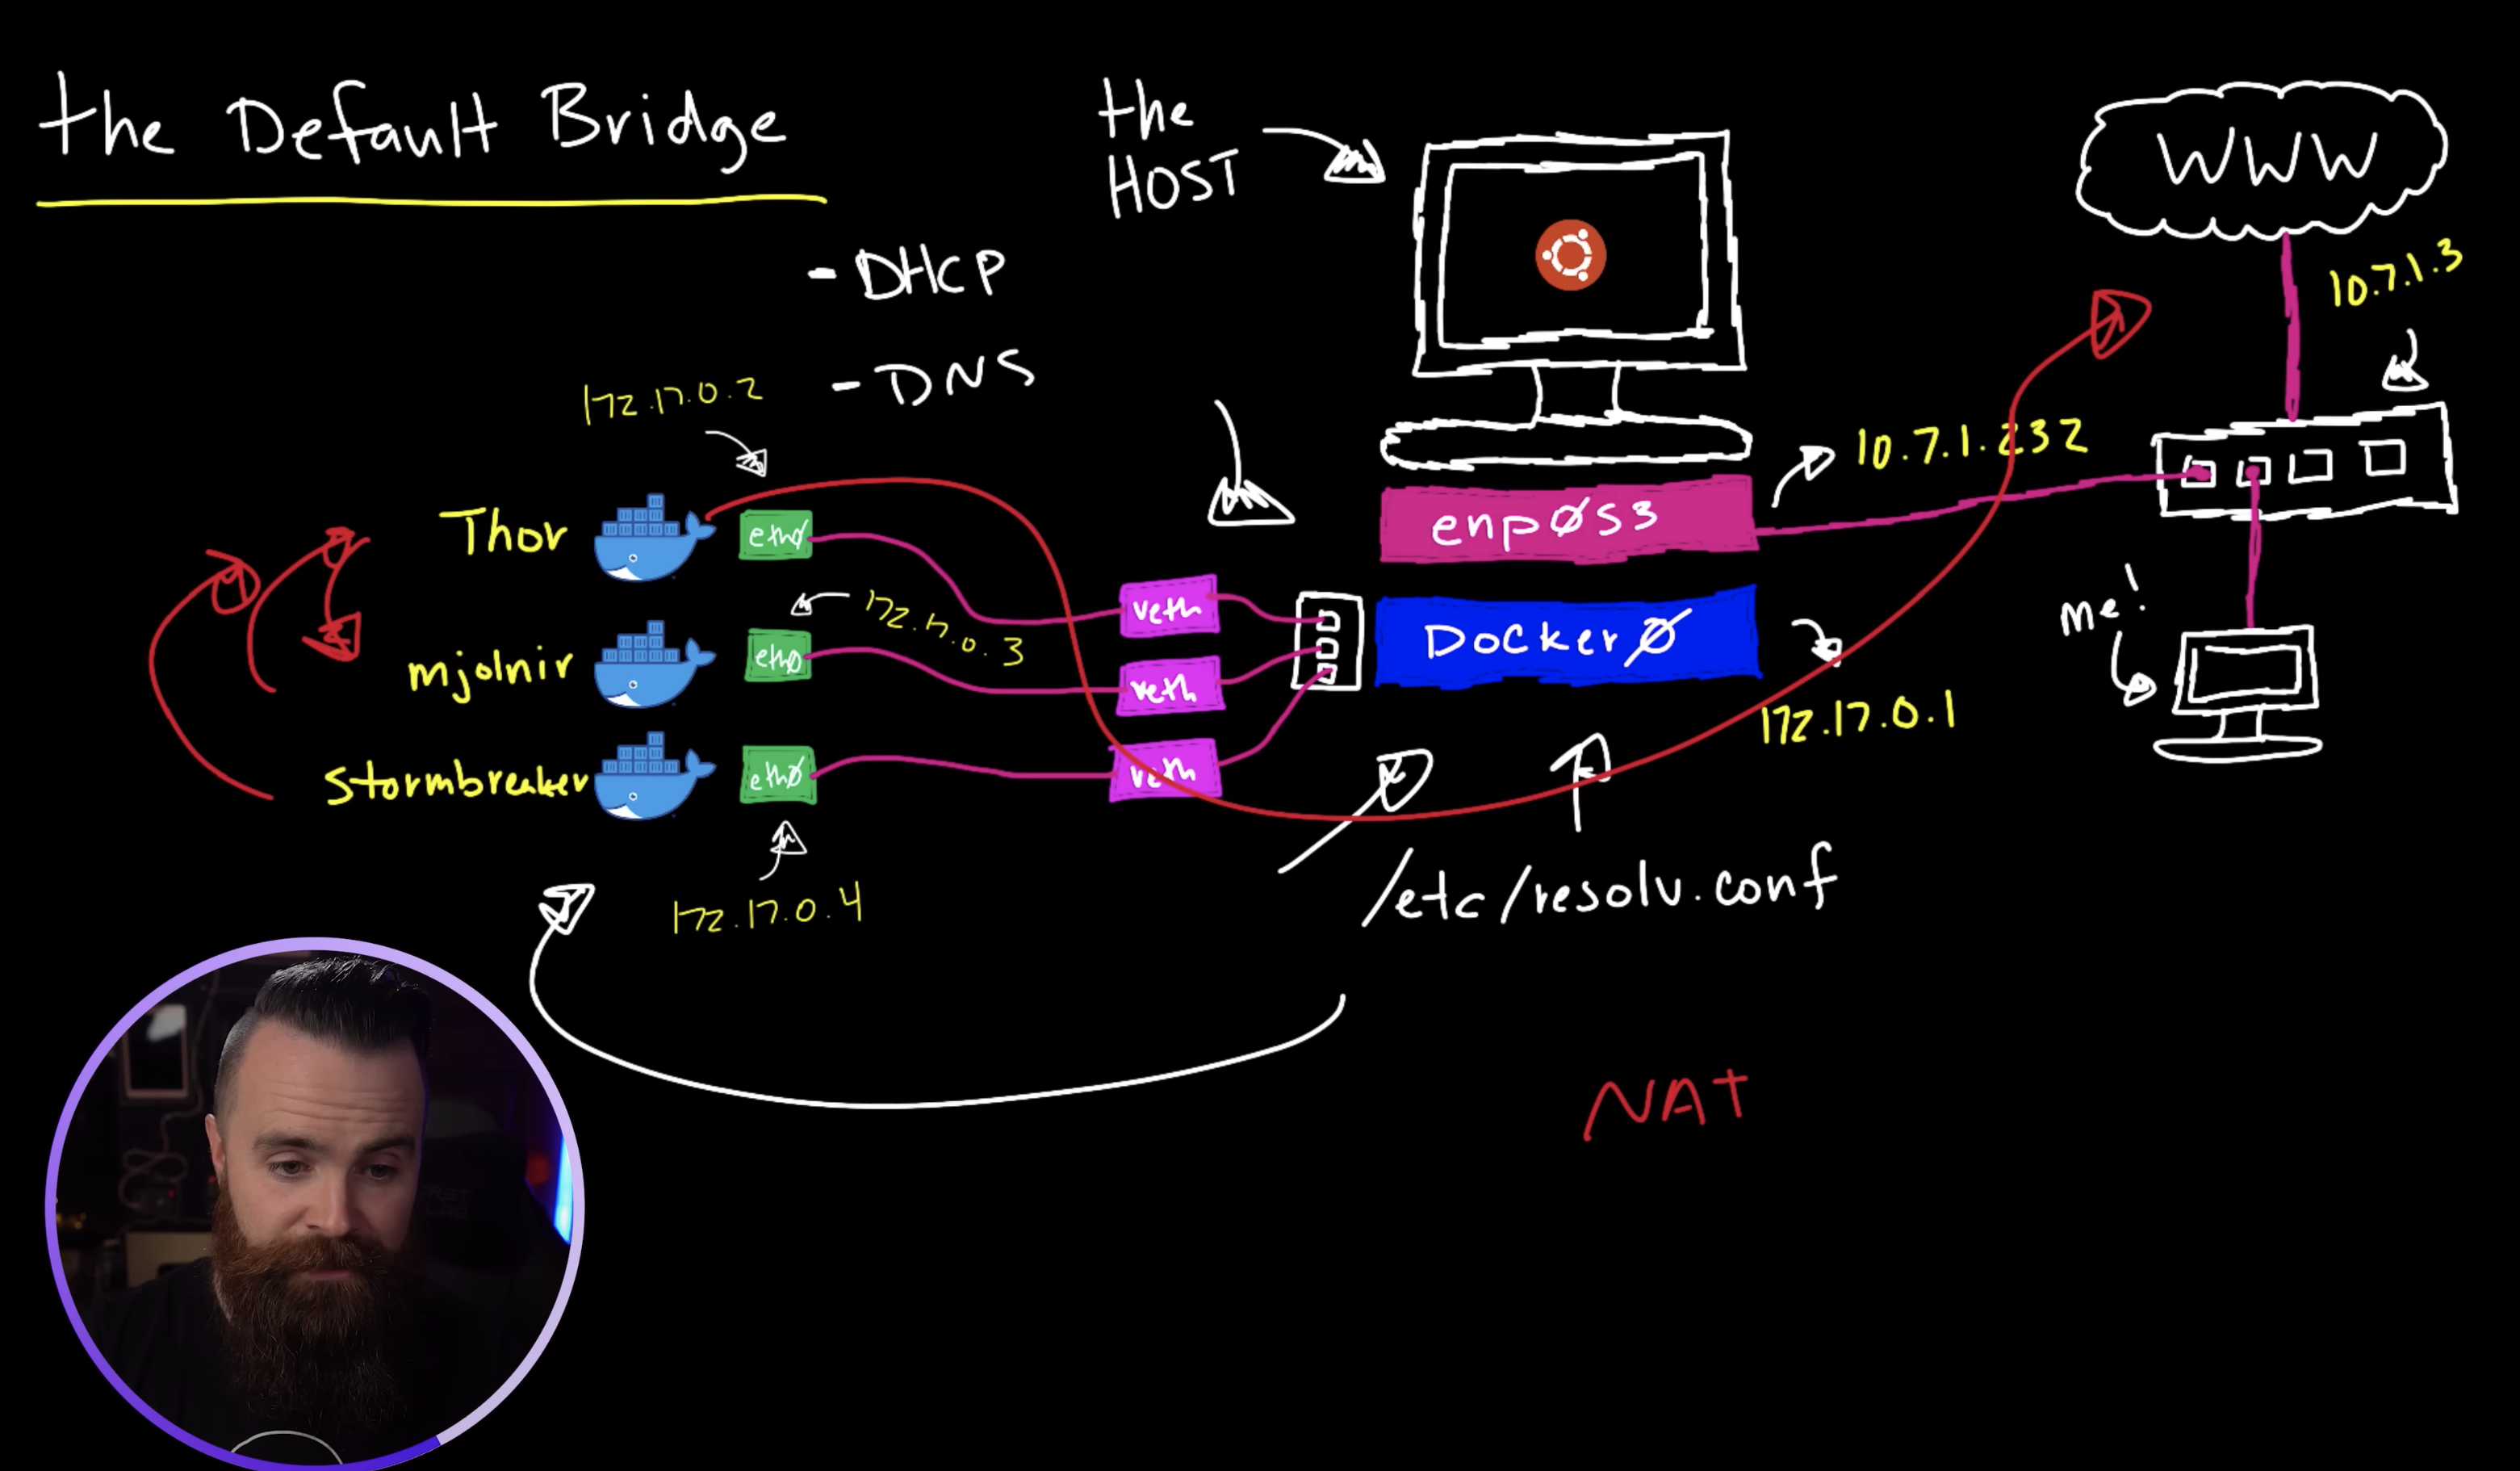 the Default Bridge
the
HOST
WWW
- DHCP
10.7.1.3
- DNS
172.17.0.2
10.7.1.232
Thor
eth0
enp0s3
veth
172.17.0.3
me!
mjolnir
eth0
veth
Docker0
172.17.0.1
stormbreaker
eth0
veth
172.17.0.4
/etc/resolv.conf
NAT